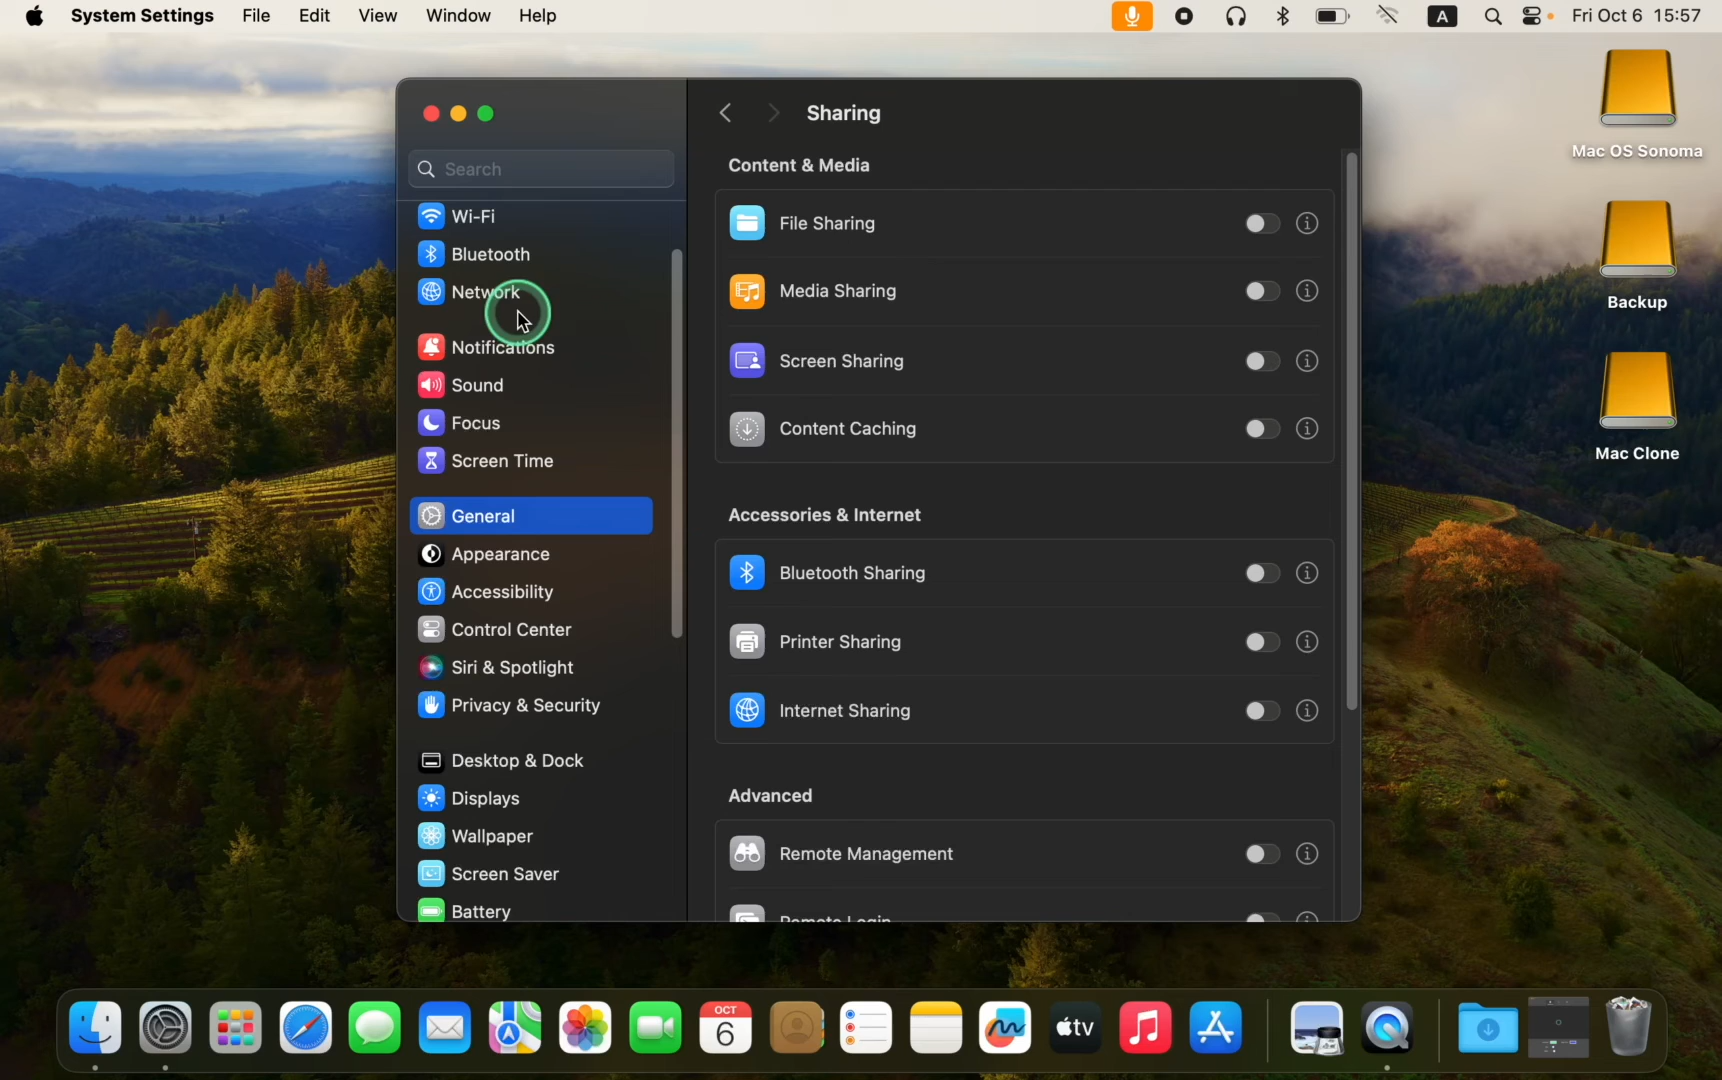 System Settings File Edit View Window Help A Fri Oct 6 15:57
Mac OS Sonoma
Backup
Mac Clone
Search
Wi-Fi
Bluetooth
Network
Notifications
Sound
Focus
Screen Time
General
Appearance
Accessibility
Control Center
Siri & Spotlight
Privacy & Security
Desktop & Dock
Displays
Wallpaper
Screen Saver
Battery
Sharing
Content & Media
File Sharing
Media Sharing
Screen Sharing
Content Caching
Accessories & Internet
Bluetooth Sharing
Printer Sharing
Internet Sharing
Advanced
Remote Management
Remote Login
OCT
6
tv